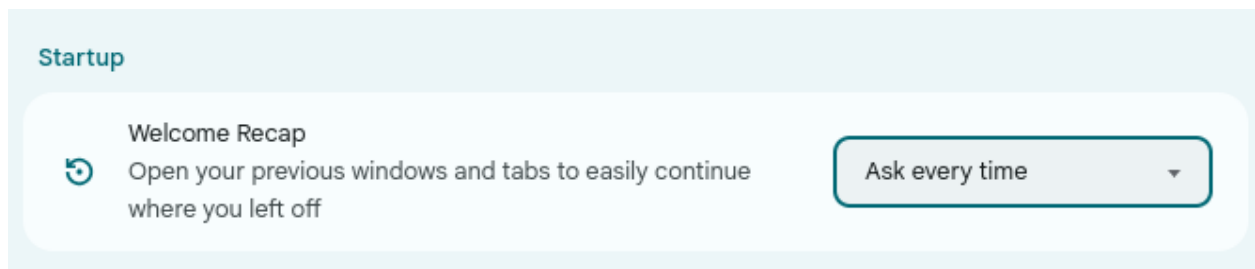 Startup
Welcome Recap
Open your previous windows and tabs to easily continue
where you left off
Ask every time